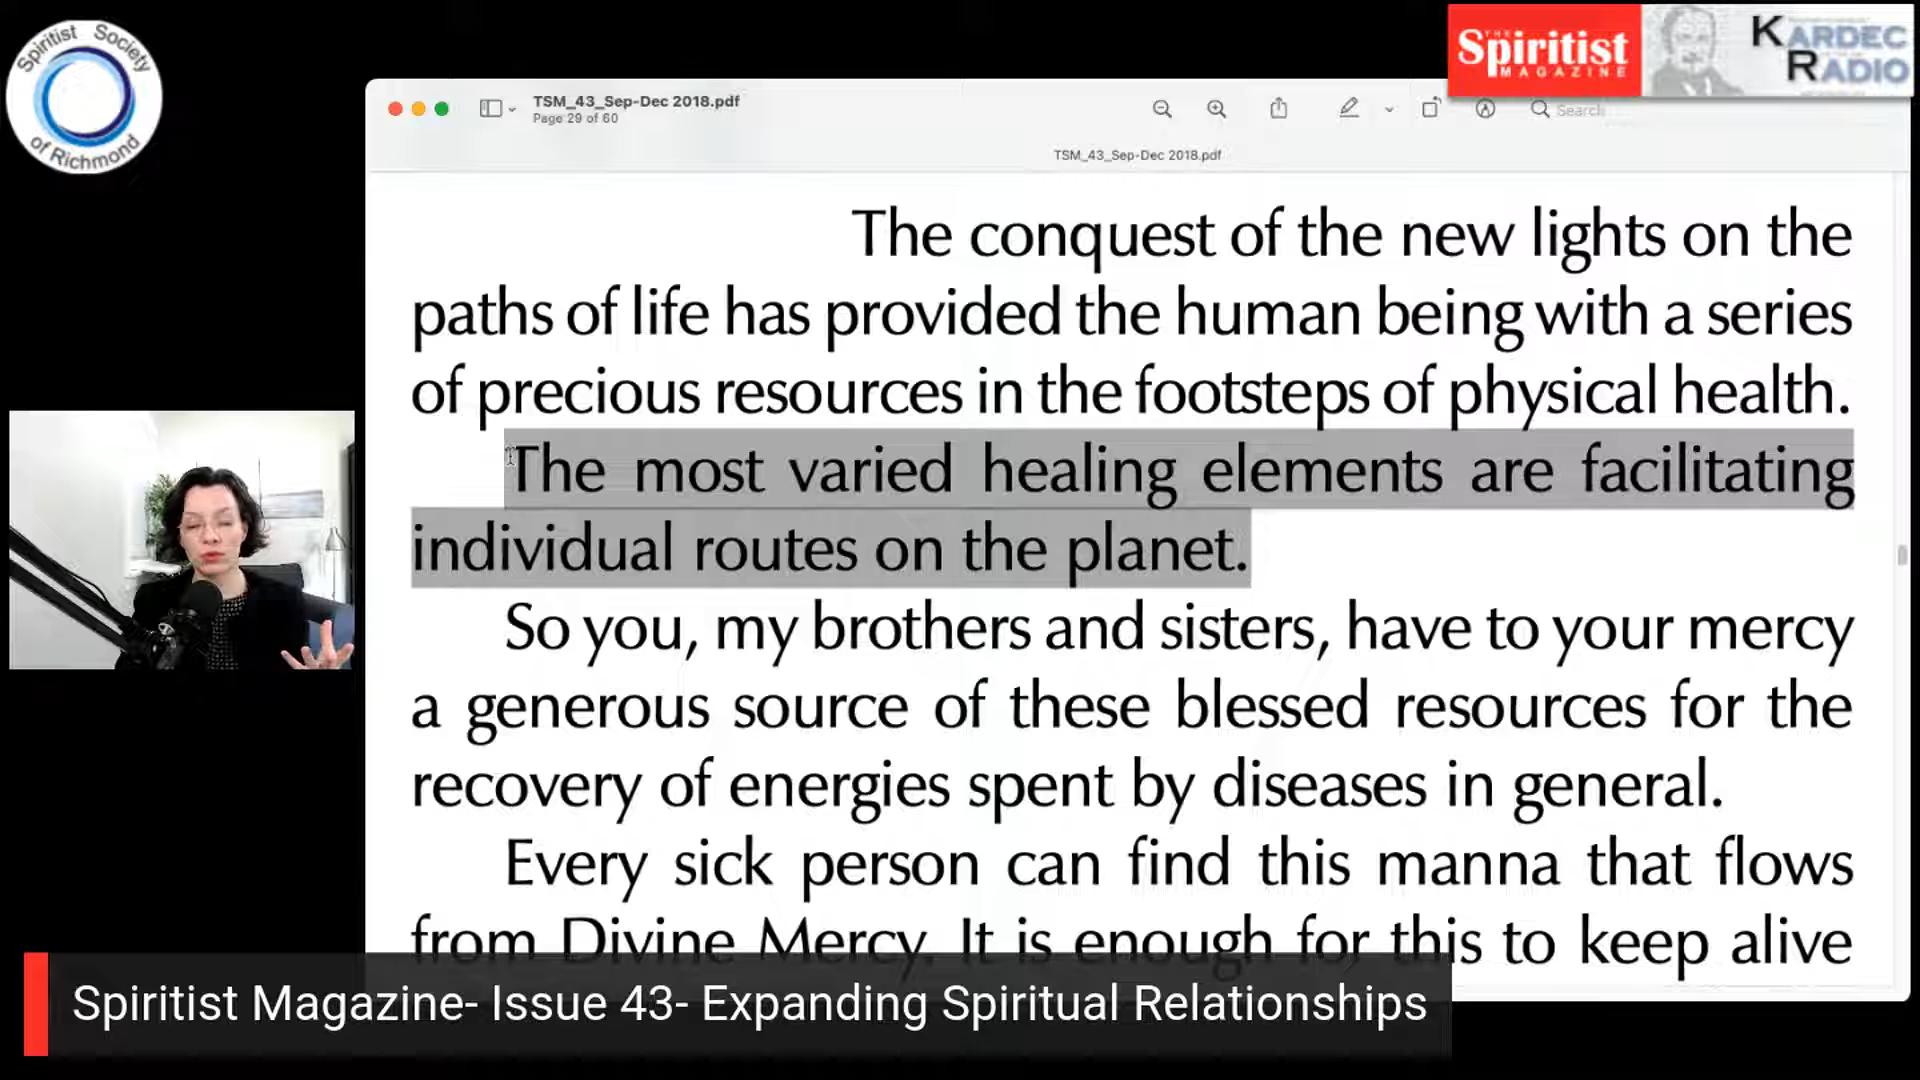 Spiritist Society
of Richmond
THE
Spiritist
MAGAZINE
KARDEC
RADIO
TSM_43_Sep-Dec 2018.pdf
Page 29 of 60
Search
TSM_43_Sep-Dec 2018.pdf
The conquest of the new lights on the
paths of life has provided the human being with a series
of precious resources in the footsteps of physical health.
The most varied healing elements are facilitating
individual routes on the planet.
So you, my brothers and sisters, have to your mercy
a generous source of these blessed resources for the
recovery of energies spent by diseases in general.
Every sick person can find this manna that flows
from Divine Mercy. It is enough for this to keep alive
Spiritist Magazine- Issue 43- Expanding Spiritual Relationships